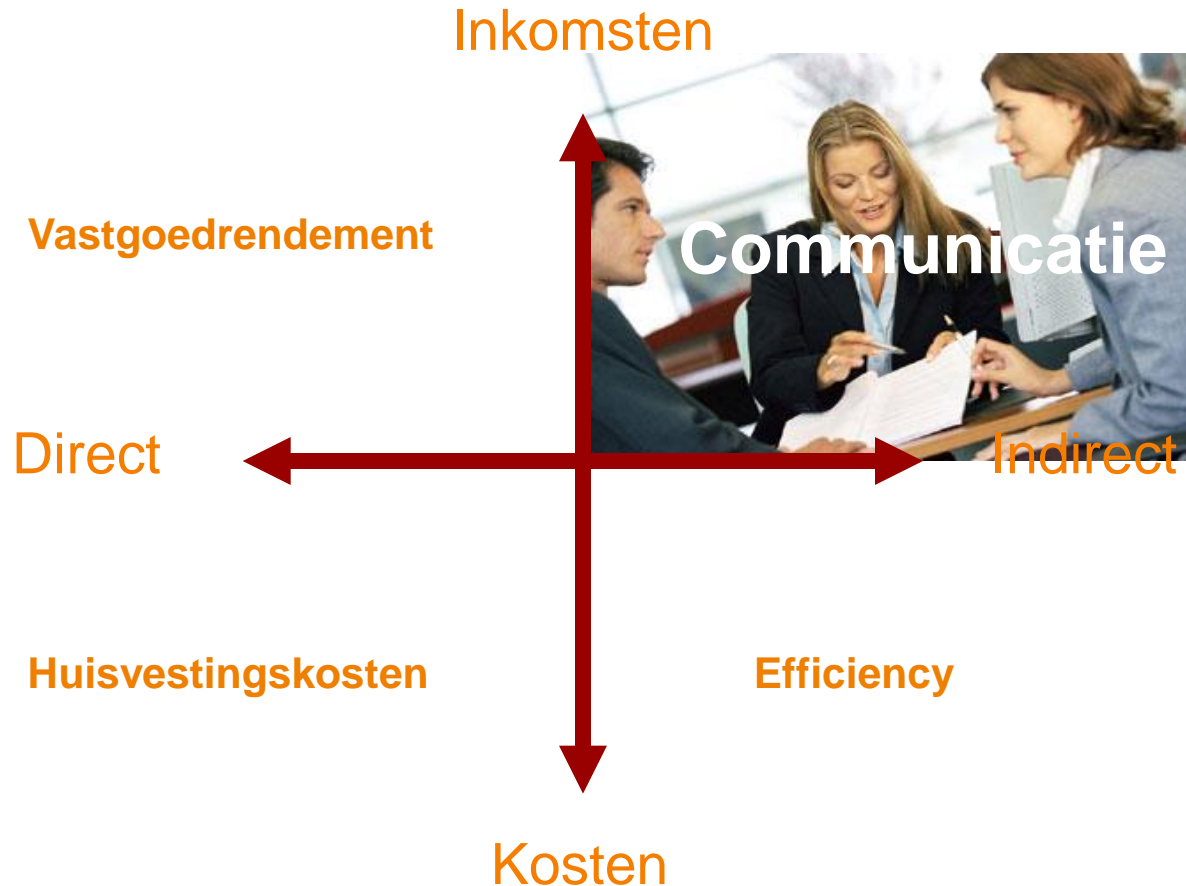 Inkomsten
Vastgoedrendement
Communicatie
Direct
Indirect
Huisvestingskosten
Efficiency
Kosten